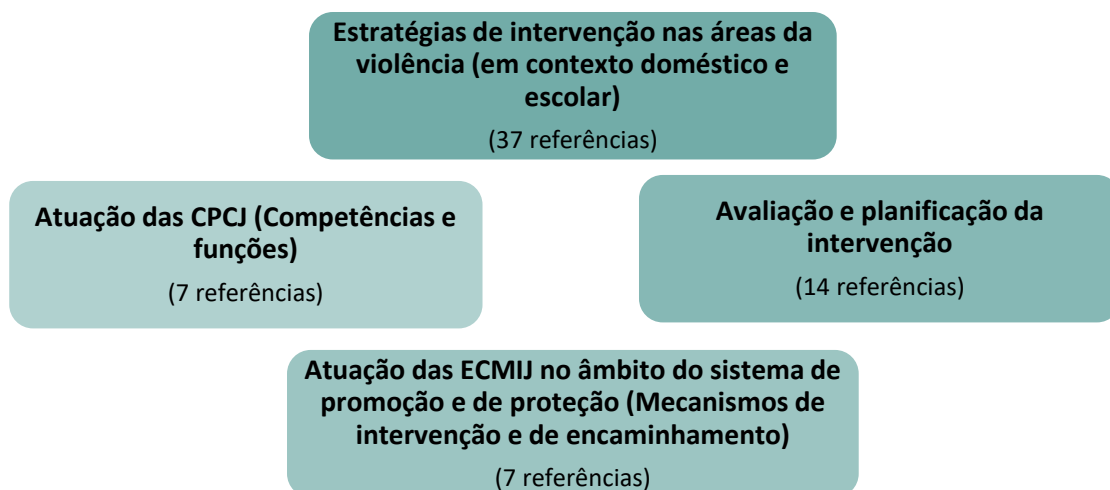 Estratégias de intervenção nas áreas da
violência (em contexto doméstico e
escolar)
(37 referências)
Atuação das CPCJ (Competências e
funções)
(7 referências)
Avaliação e planificação da
intervenção
(14 referências)
Atuação das ECMIJ no âmbito do sistema de
promoção e de proteção (Mecanismos de
intervenção e de encaminhamento)
(7 referências)